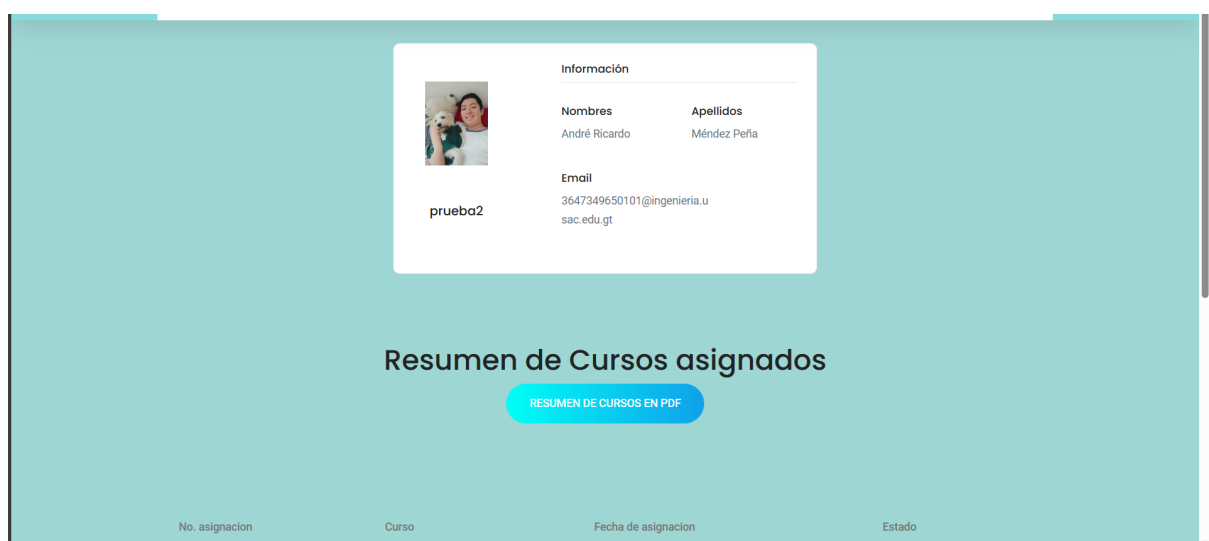 Información
Nombres Apellidos
André Ricardo Méndez Peña
Email
3647349650101@ingenieria.u
sac.edu.gt
prueba2
Resumen de Cursos asignados
RESUMEN DE CURSOS EN PDF
No. asignacion Curso Fecha de asignacion Estado